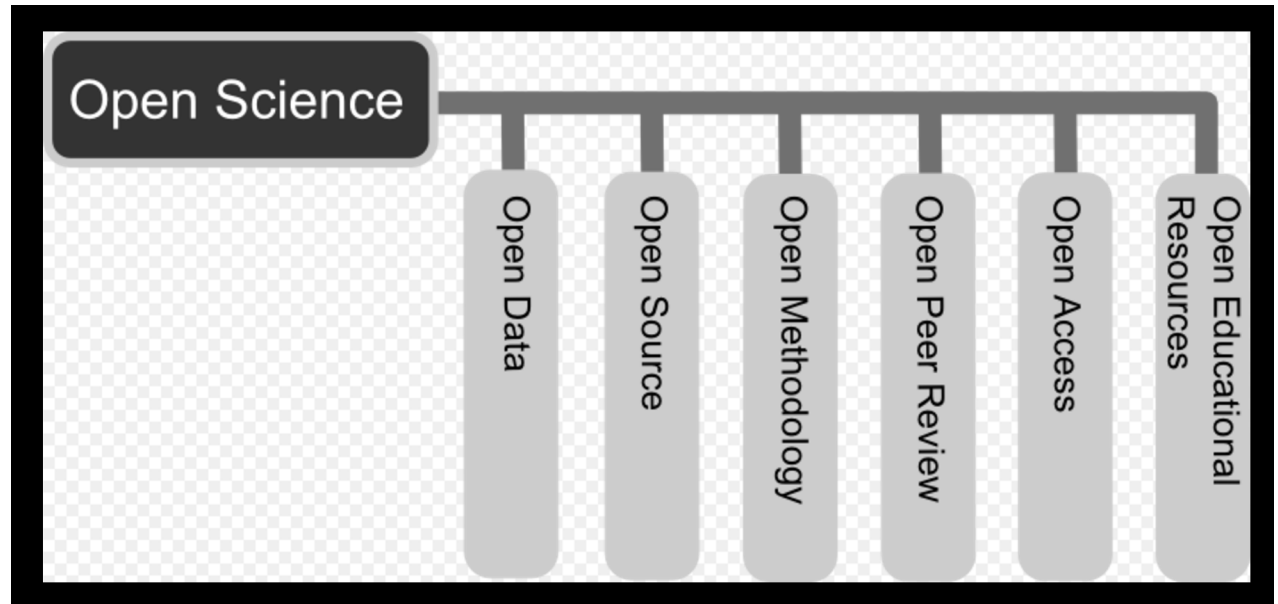 Open Science
Open Data
Open Source
Open Methodology
Open Peer Review
Open Access
Open Educational
Resources